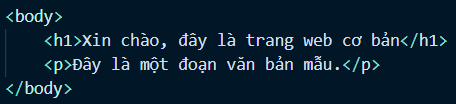 <body>
<h1>Xin chào, đây là trang web cơ bản</h1>
<p>Đây là một đoạn văn bản mẫu.</p>
</body>